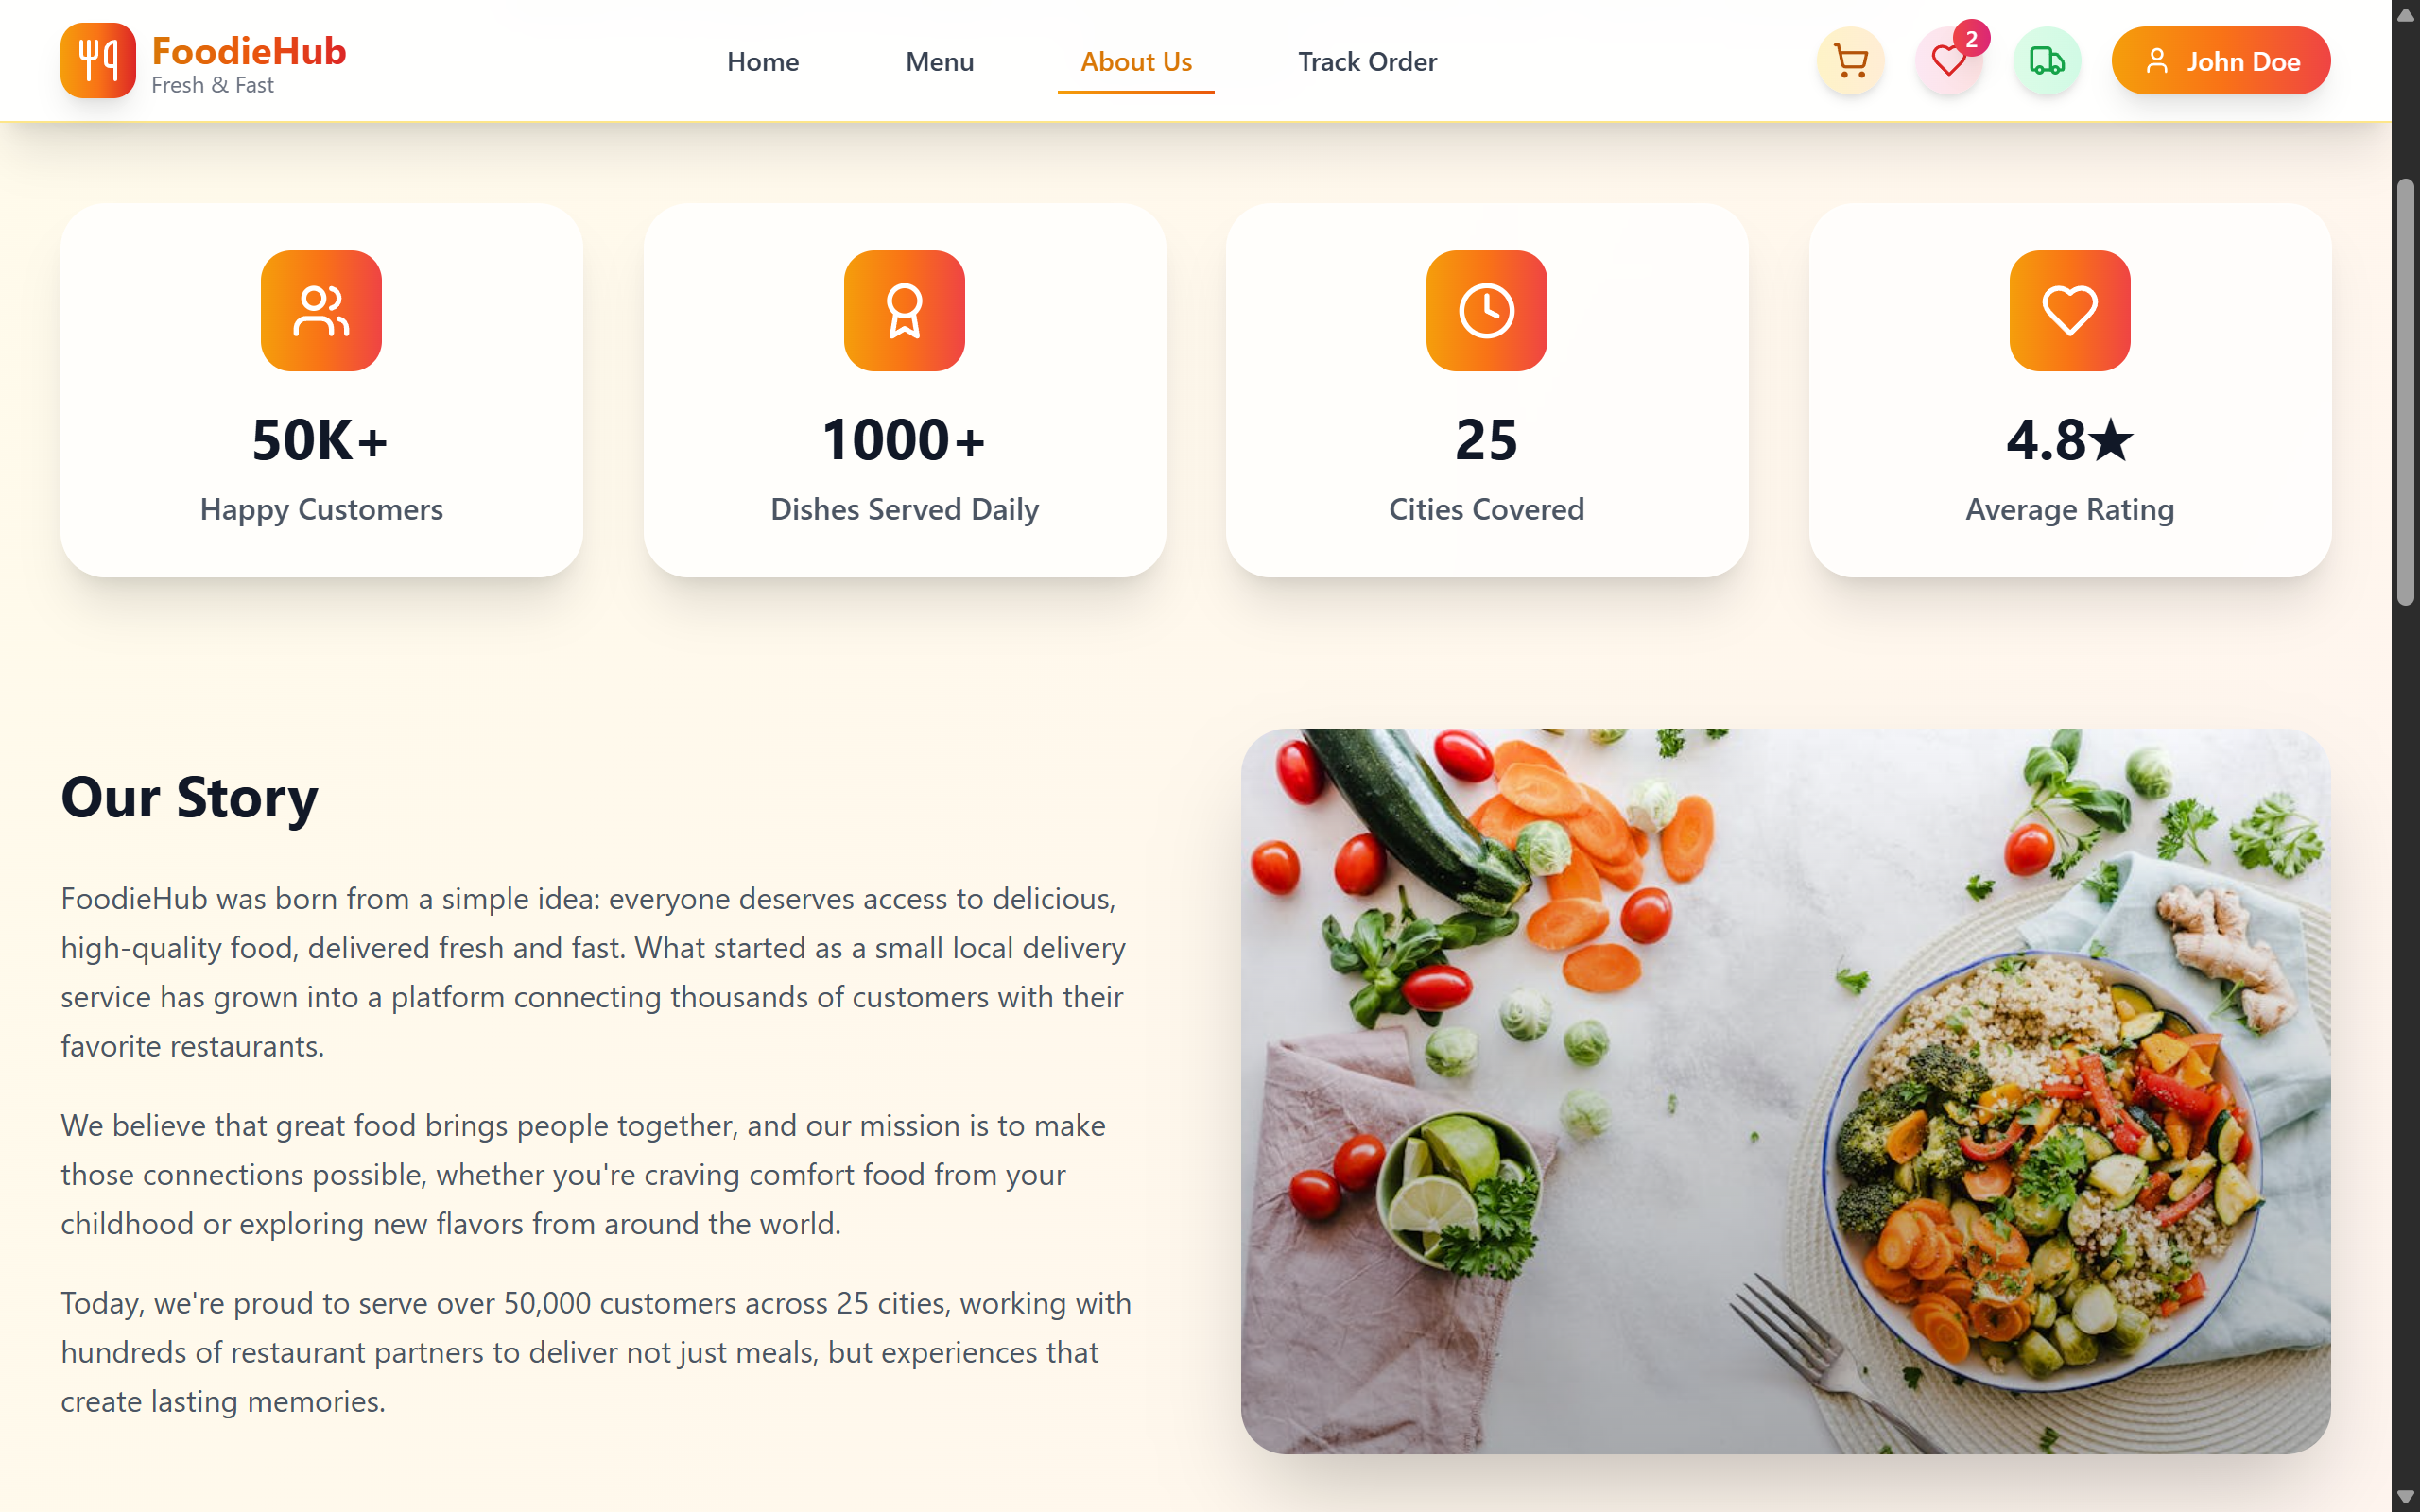 FoodieHub
Fresh & Fast
Home
Menu
About Us
Track Order
2
John Doe
50K+
Happy Customers
1000+
Dishes Served Daily
25
Cities Covered
4.8★
Average Rating
Our Story
FoodieHub was born from a simple idea: everyone deserves access to delicious,
high-quality food, delivered fresh and fast. What started as a small local delivery
service has grown into a platform connecting thousands of customers with their
favorite restaurants.
We believe that great food brings people together, and our mission is to make
those connections possible, whether you're craving comfort food from your
childhood or exploring new flavors from around the world.
Today, we're proud to serve over 50,000 customers across 25 cities, working with
hundreds of restaurant partners to deliver not just meals, but experiences that
create lasting memories.